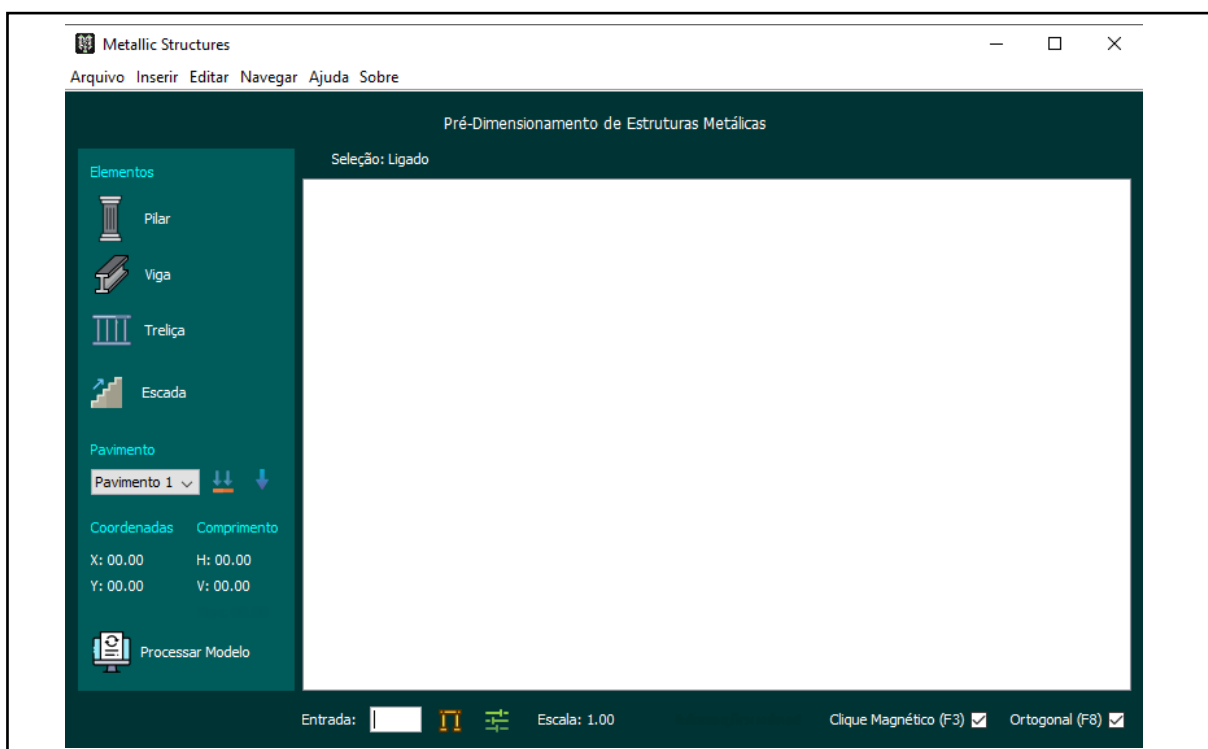 Metallic Structures
Arquivo Inserir Editar Navegar Ajuda Sobre
Pré-Dimensionamento de Estruturas Metálicas
Seleção: Ligado
Elementos
Pilar
Viga
Treliça
Escada
Pavimento
Pavimento 1
Coordenadas Comprimento
X: 00.00 H: 00.00
Y: 00.00 V: 00.00
Processar Modelo
Entrada: Escala: 1.00 Clique Magnético (F3) Ortogonal (F8)